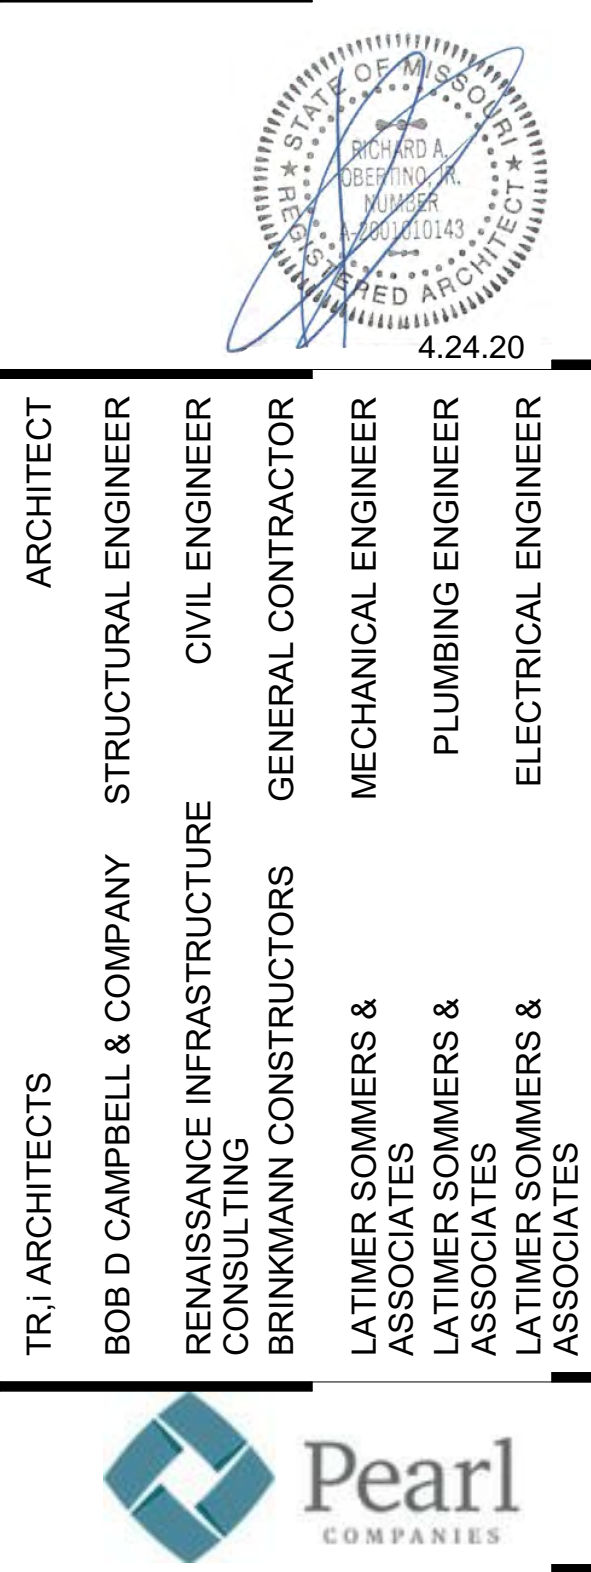 STATE OF MISSOURI
RICHARD A.
OBERTINO, JR.
NUMBER
A-2001010143
REGISTERED ARCHITECT
4.24.20
TR,i ARCHITECTS ARCHITECT
BOB D CAMPBELL & COMPANY STRUCTURAL ENGINEER
RENAISSANCE INFRASTRUCTURE CIVIL ENGINEER
CONSULTING
BRINKMANN CONSTRUCTORS GENERAL CONTRACTOR
LATIMER SOMMERS & MECHANICAL ENGINEER
ASSOCIATES
LATIMER SOMMERS & PLUMBING ENGINEER
ASSOCIATES
LATIMER SOMMERS & ELECTRICAL ENGINEER
ASSOCIATES
Pearl
COMPANIES